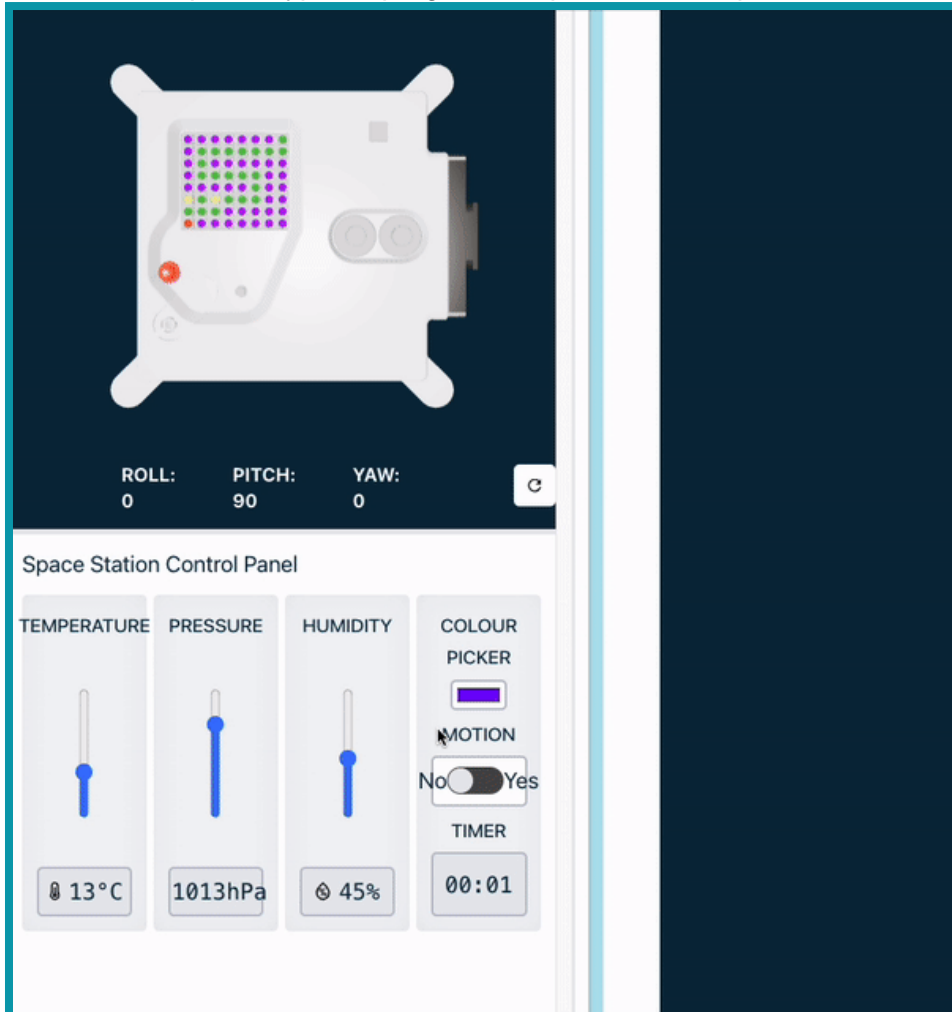 ROLL: PITCH: YAW:
0 90 0
Space Station Control Panel
TEMPERATURE PRESSURE HUMIDITY COLOUR
PICKER
MOTION
No Yes
TIMER
13°C 1013hPa 45% 00:01